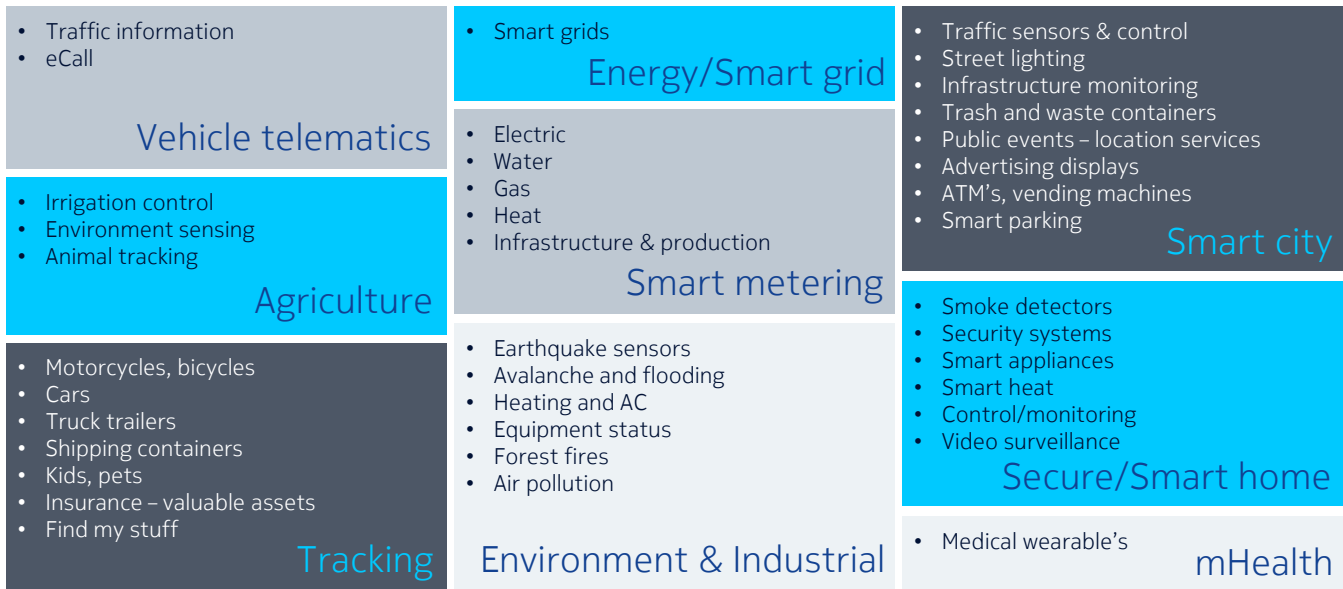 • Traffic information
• eCall
Vehicle telematics
• Irrigation control
• Environment sensing
• Animal tracking
Agriculture
• Motorcycles, bicycles
• Cars
• Truck trailers
• Shipping containers
• Kids, pets
• Insurance – valuable assets
• Find my stuff
Tracking
• Smart grids
Energy/Smart grid
• Electric
• Water
• Gas
• Heat
• Infrastructure & production
Smart metering
• Earthquake sensors
• Avalanche and flooding
• Heating and AC
• Equipment status
• Forest fires
• Air pollution
Environment & Industrial
• Traffic sensors & control
• Street lighting
• Infrastructure monitoring
• Trash and waste containers
• Public events – location services
• Advertising displays
• ATM's, vending machines
• Smart parking
Smart city
• Smoke detectors
• Security systems
• Smart appliances
• Smart heat
• Control/monitoring
• Video surveillance
Secure/Smart home
• Medical wearable's
mHealth